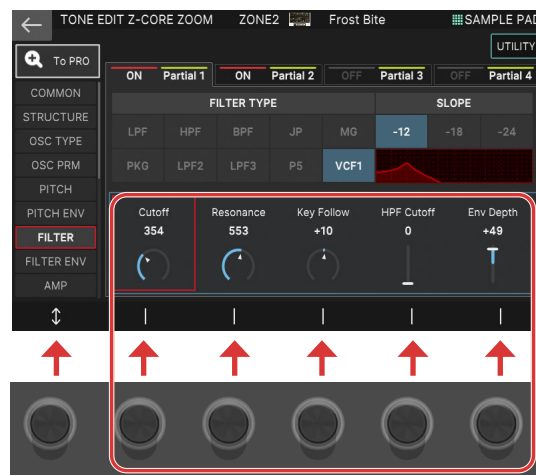 TONE EDIT Z-CORE ZOOM ZONE2 Frost Bite SAMPLE PAD
UTILITY
To PRO
ON Partial 1 ON Partial 2 OFF Partial 3 OFF Partial 4
COMMON
FILTER TYPE SLOPE
STRUCTURE
LPF HPF BPF JP MG -12 -18 -24
OSC TYPE
OSC PRM
PKG LPF2 LPF3 P5 VCF1
PITCH
PITCH ENV
Cutoff Resonance Key Follow HPF Cutoff Env Depth
354 553 +10 0 +49
FILTER
FILTER ENV
AMP